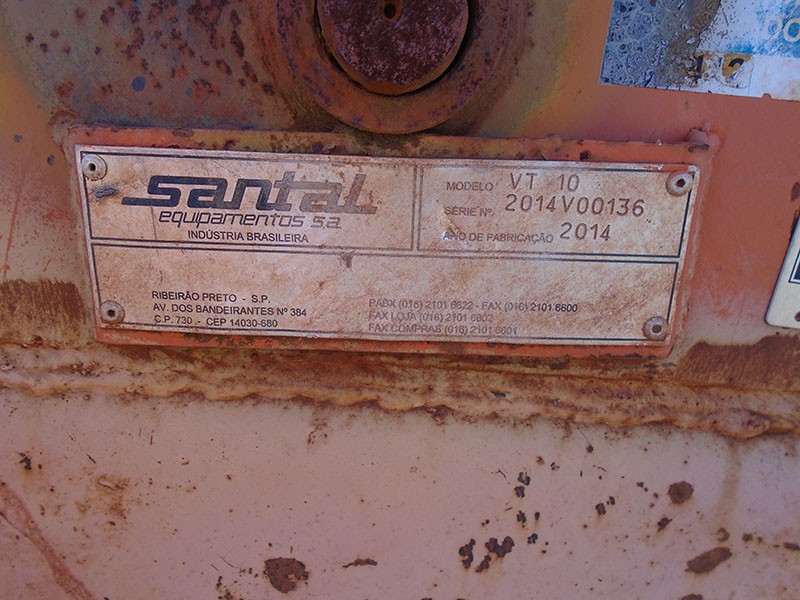 santal
equipamentos s.a.
INDÚSTRIA BRASILEIRA
MODELO VT 10
SÉRIE Nº. 2014V00136
ANO DE FABRICAÇÃO 2014
RIBEIRÃO PRETO - S.P.
AV. DOS BANDEIRANTES Nº 384
C.P. 730 - CEP 14030-680
PABX (016) 2101 6622 - FAX (016) 2101 6600
FAX LOJA (016) 2101 6603
FAX COMPRAS (016) 2101 6601